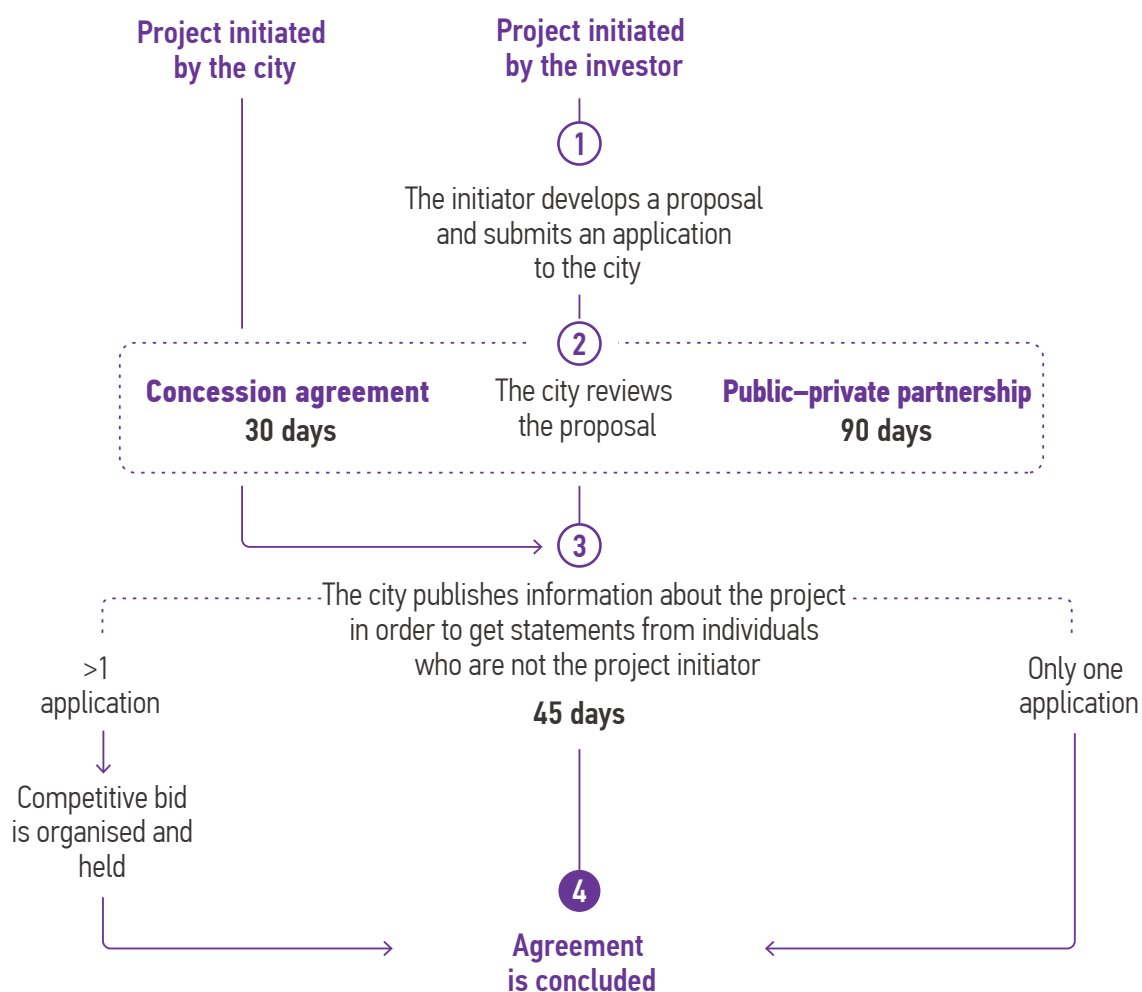 Project initiated
by the city
Project initiated
by the investor
1
The initiator develops a proposal
and submits an application
to the city
2
Concession agreement
30 days
The city reviews
the proposal
Public–private partnership
90 days
3
The city publishes information about the project
in order to get statements from individuals
who are not the project initiator
45 days
>1
application
Only one
application
Competitive bid
is organised and
held
4
Agreement
is concluded